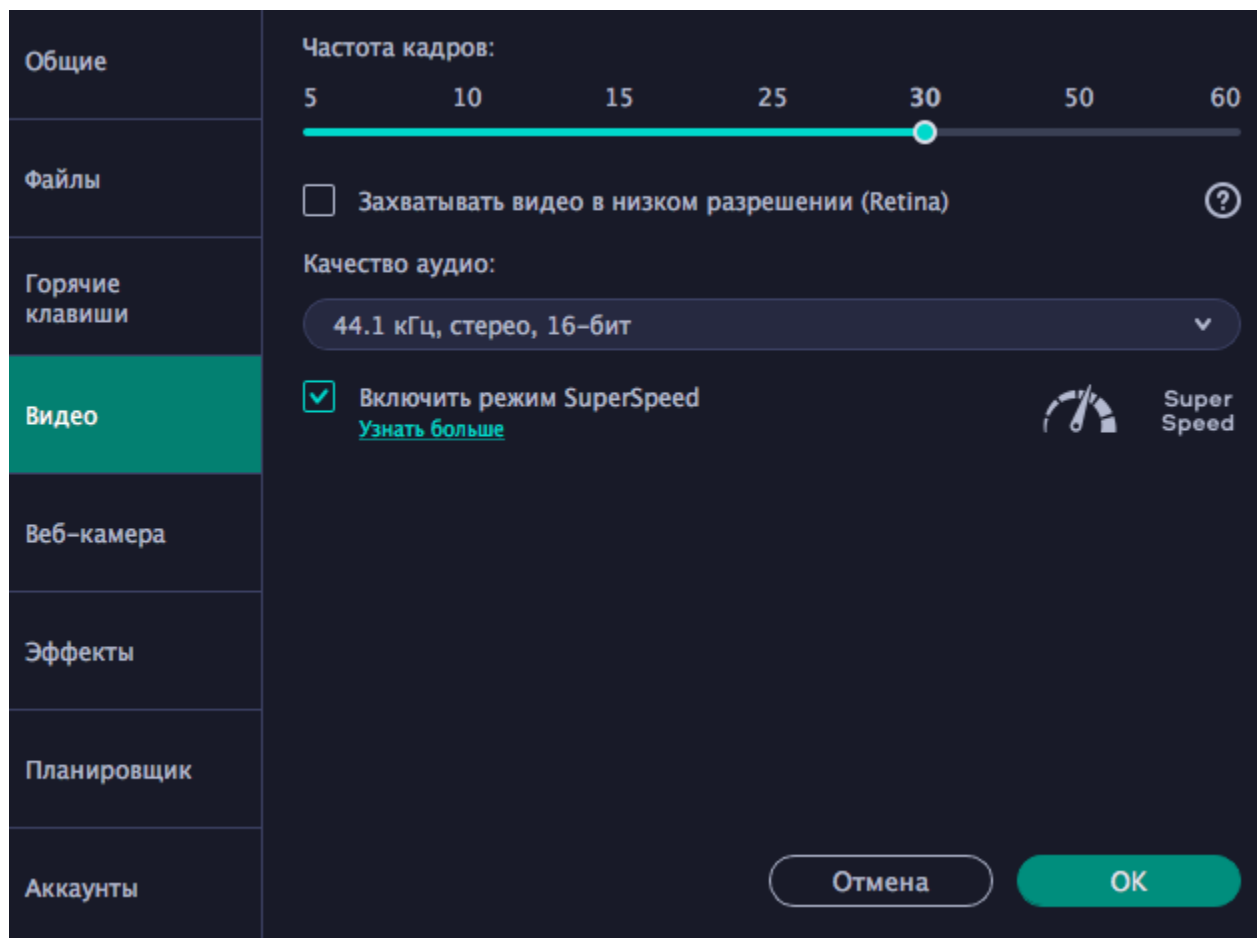 Общие
Файлы
Горячие
клавиши
Видео
Веб-камера
Эффекты
Планировщик
Аккаунты
Частота кадров:
5 10 15 25 30 50 60
Захватывать видео в низком разрешении (Retina) ?
Качество аудио:
44.1 кГц, стерео, 16-бит
Включить режим SuperSpeed
Узнать больше
Super
Speed
Отмена OK